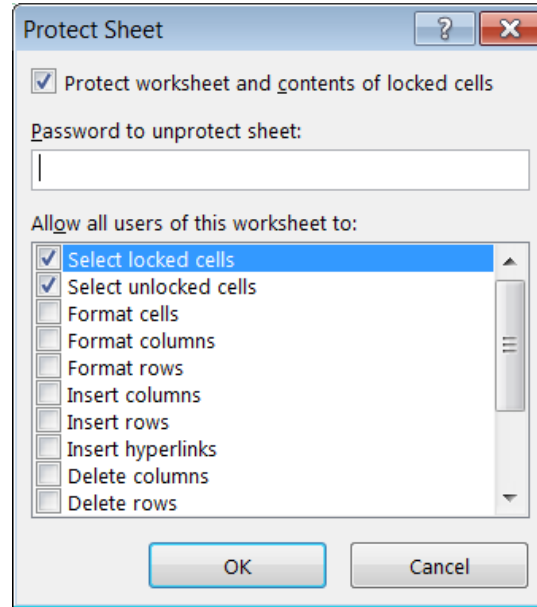 Protect Sheet
Protect worksheet and contents of locked cells
Password to unprotect sheet:
Allow all users of this worksheet to:
Select locked cells
Select unlocked cells
Format cells
Format columns
Format rows
Insert columns
Insert rows
Insert hyperlinks
Delete columns
Delete rows
OK Cancel